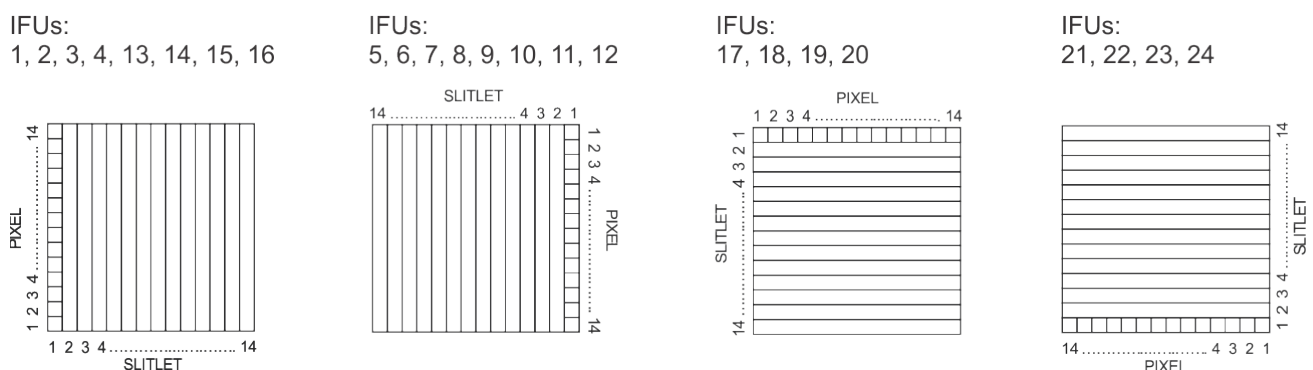 IFUs:
1, 2, 3, 4, 13, 14, 15, 16
14
4
3
2
1
PIXEL
1 2 3 4 14
SLITLET
IFUs:
5, 6, 7, 8, 9, 10, 11, 12
SLITLET
14 4 3 2 1
1
2
3
4
14
PIXEL
IFUs:
17, 18, 19, 20
PIXEL
1 2 3 4 14
1
2
3
4
14
SLITLET
IFUs:
21, 22, 23, 24
14
4
3
2
1
SLITLET
14 4 3 2 1
PIXEL